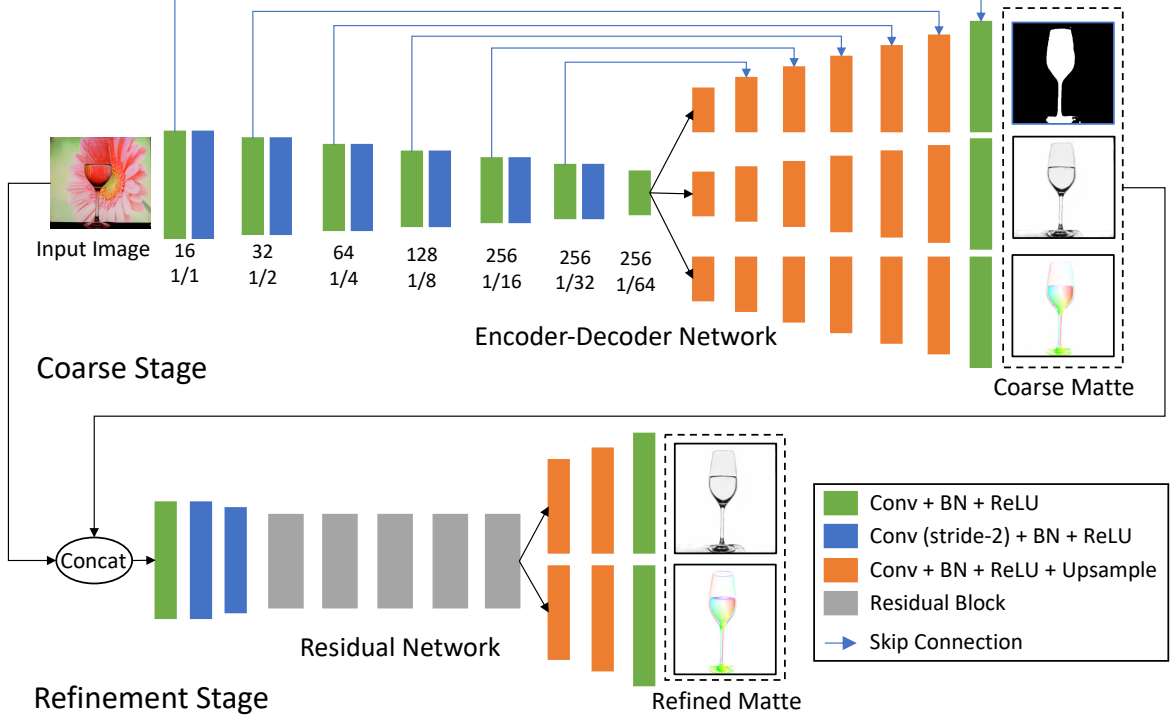 Input Image
16
1/1
32
1/2
64
1/4
128
1/8
256
1/16
256
1/32
256
1/64
Encoder-Decoder Network
Coarse Stage
Coarse Matte
Concat
Residual Network
Refinement Stage
Refined Matte
Conv + BN + ReLU
Conv (stride-2) + BN + ReLU
Conv + BN + ReLU + Upsample
Residual Block
Skip Connection